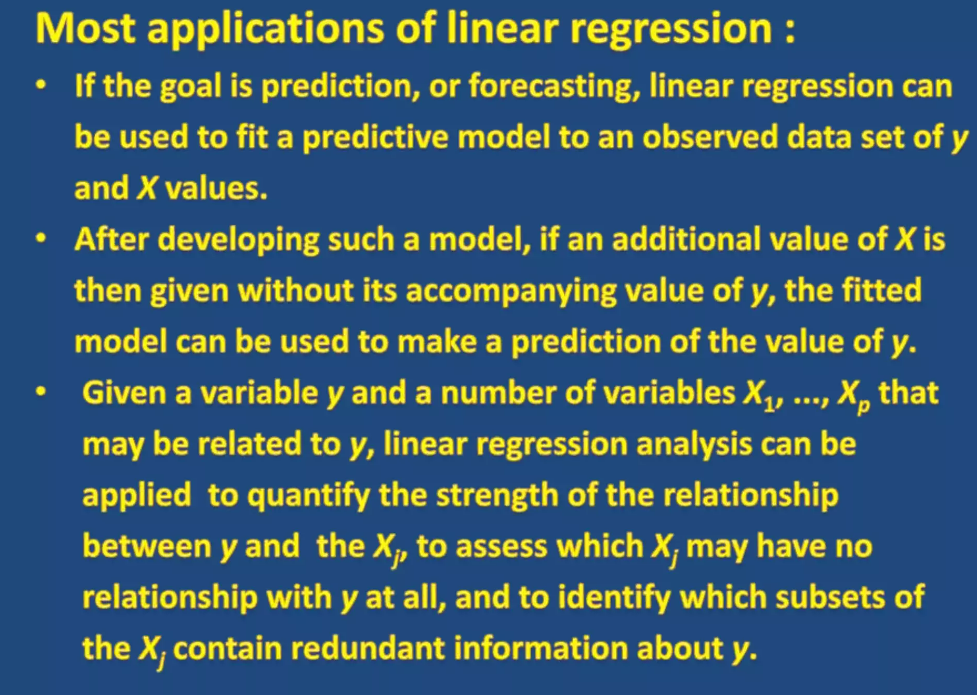 Most applications of linear regression :
• If the goal is prediction, or forecasting, linear regression can
be used to fit a predictive model to an observed data set of y
and X values.
• After developing such a model, if an additional value of X is
then given without its accompanying value of y, the fitted
model can be used to make a prediction of the value of y.
• Given a variable y and a number of variables X₁, ..., Xₚ that
may be related to y, linear regression analysis can be
applied to quantify the strength of the relationship
between y and the Xⱼ, to assess which Xⱼ may have no
relationship with y at all, and to identify which subsets of
the Xⱼ contain redundant information about y.